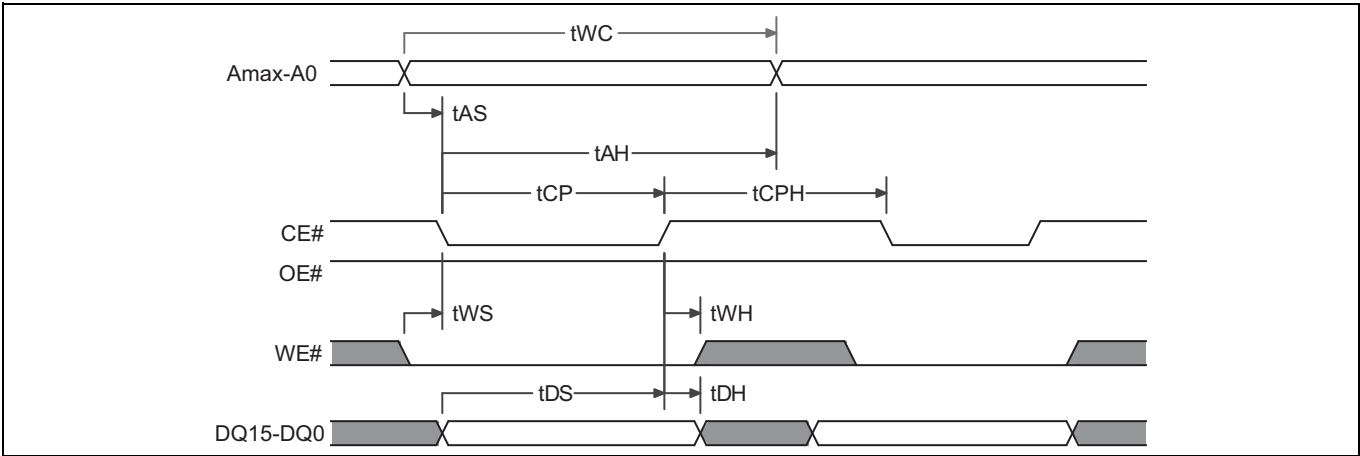 tWC
Amax-A0
tAS
tAH
tCP tCPH
CE#
OE#
tWS tWH
WE#
tDS tDH
DQ15-DQ0